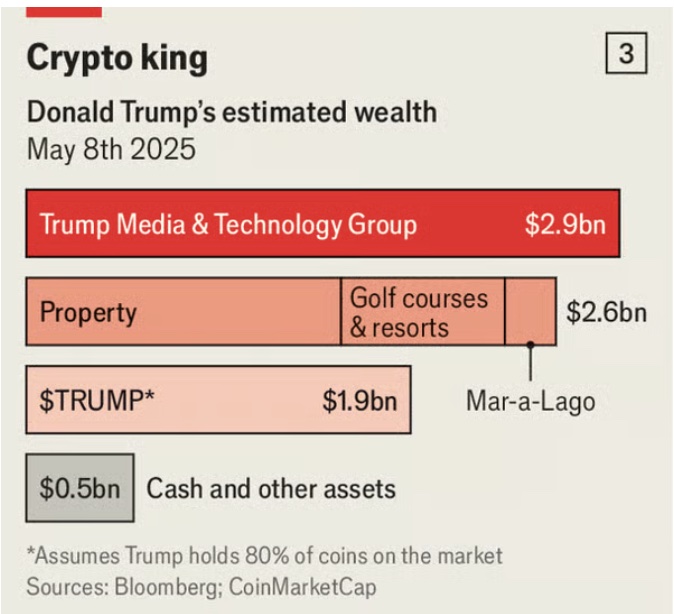 Crypto king
3
Donald Trump’s estimated wealth
May 8th 2025
Trump Media & Technology Group $2.9bn
Property
Golf courses
& resorts
$2.6bn
$TRUMP* $1.9bn
Mar-a-Lago
$0.5bn Cash and other assets
*Assumes Trump holds 80% of coins on the market
Sources: Bloomberg; CoinMarketCap